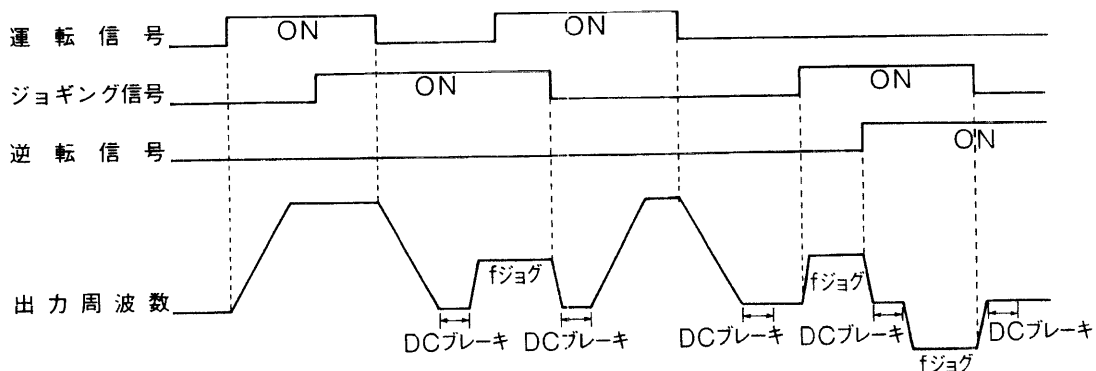 運転信号
ON
ON
ジョギング信号
ON
ON
逆転信号
ON
fジョグ
fジョグ
出力周波数
DCブレーキ
DCブレーキ
DCブレーキ
DCブレーキ
DCブレーキ
fジョグ